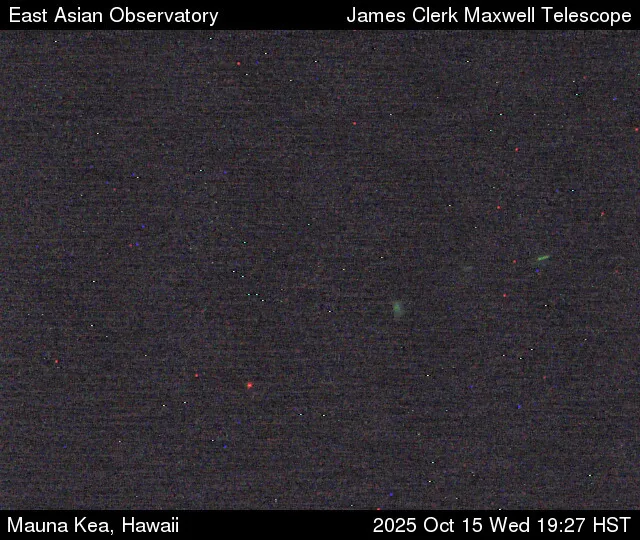 East Asian Observatory
James Clerk Maxwell Telescope
Mauna Kea, Hawaii
2025 Oct 15 Wed 19:27 HST